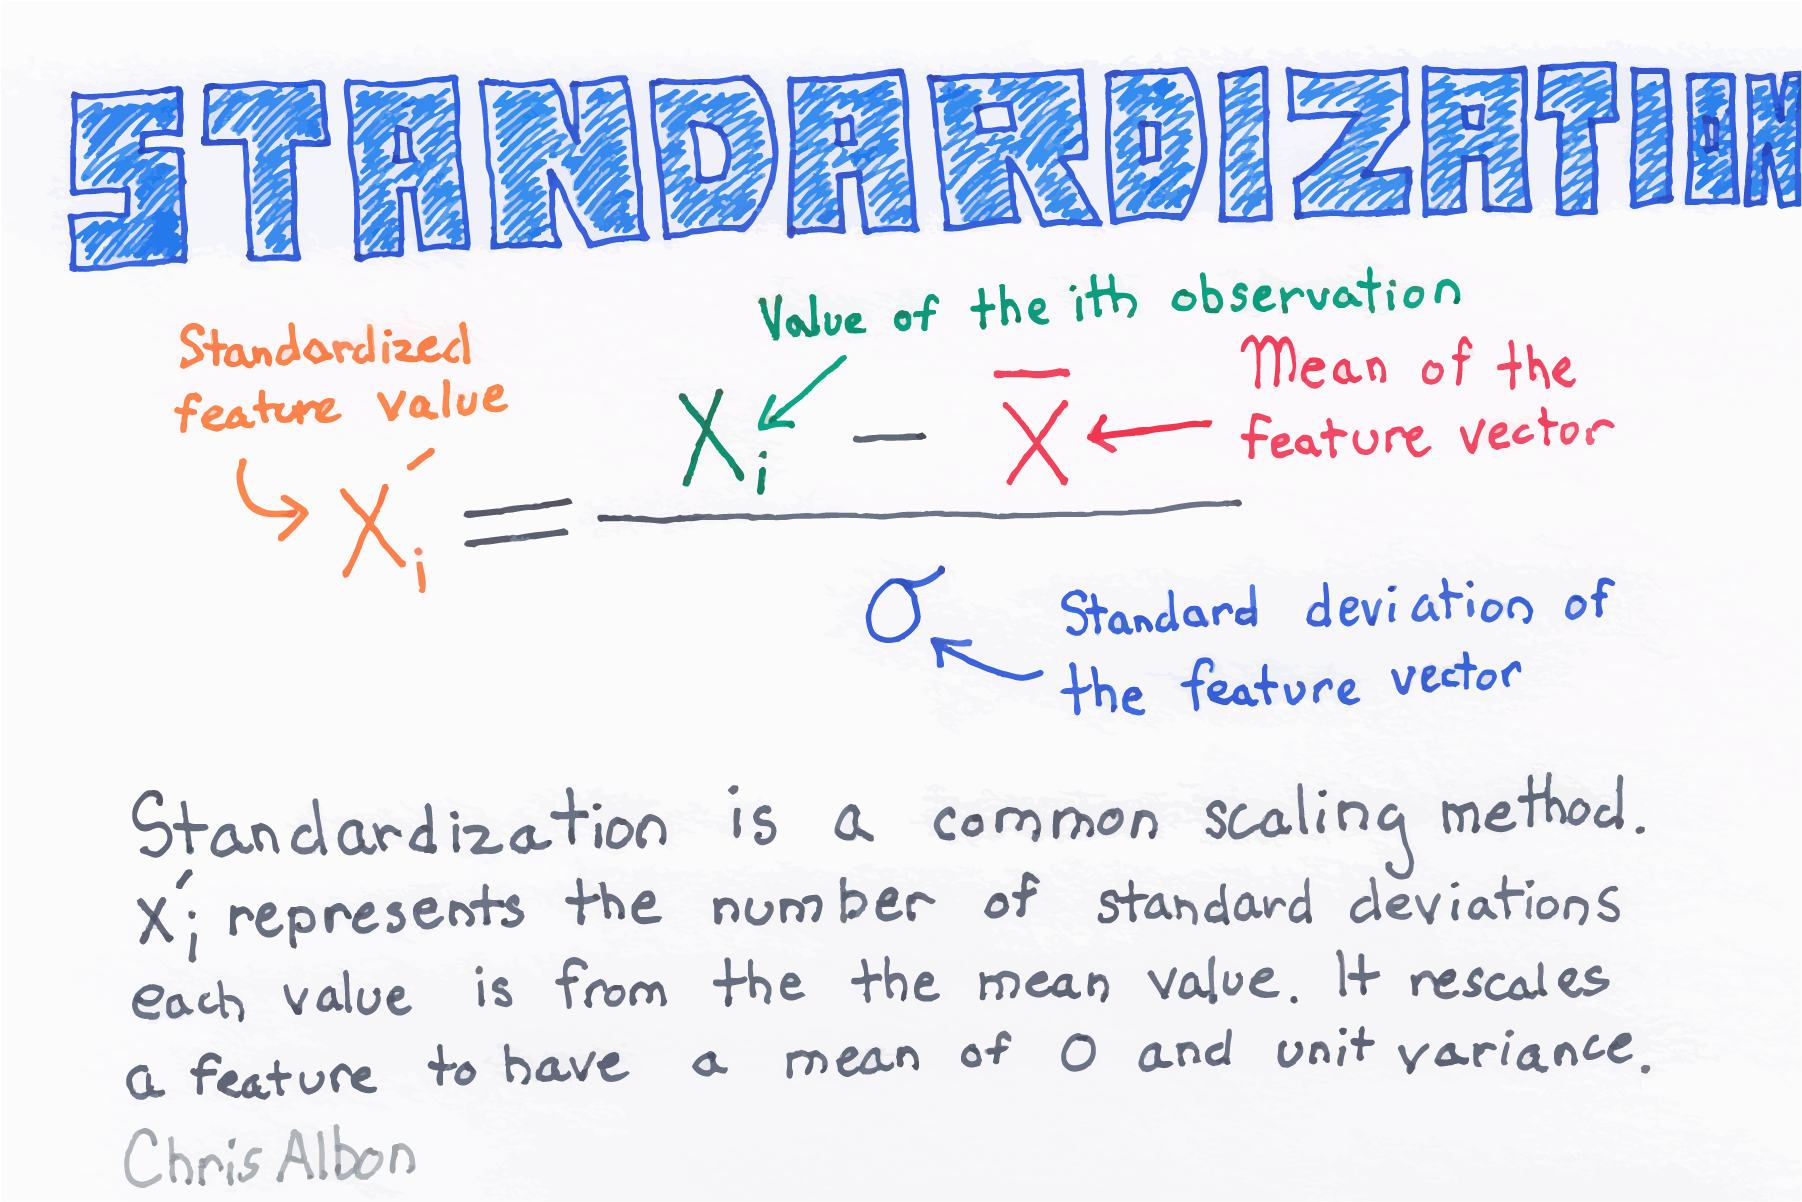 STANDARDIZATION
Value of the ith observation
Standardized
feature value
Mean of the
feature vector
X′i = (Xi − X̄) / σ
Standard deviation of
the feature vector
Standardization is a common scaling method.
x′i represents the number of standard deviations
each value is from the the mean value. It rescales
a feature to have a mean of 0 and unit variance.
Chris Albon